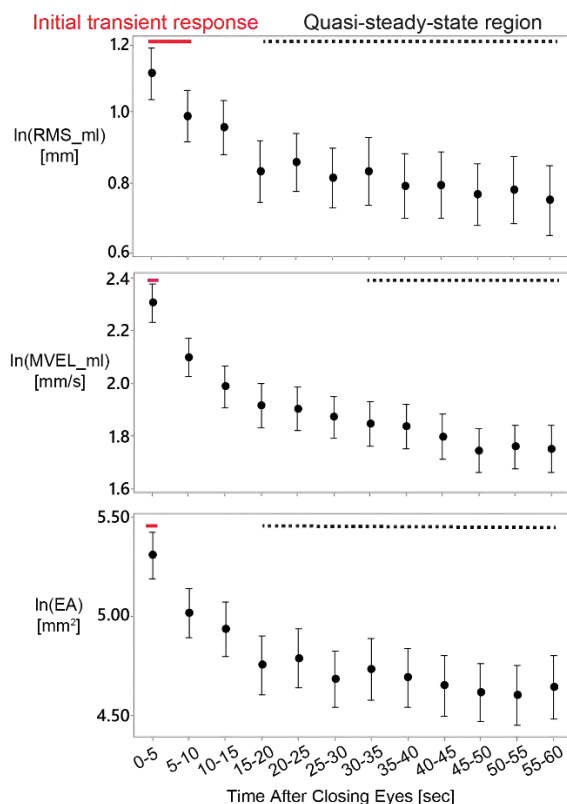 Initial transient response Quasi-steady-state region
1.2
1.0
ln(RMS_ml)
[mm]
0.8
0.6
2.4
2.2
ln(MVEL_ml)
[mm/s]
2.0
1.8
1.6
5.50
5.00
ln(EA)
[mm²]
4.50
0-5 5-10 10-15 15-20 20-25 25-30 30-35 35-40 40-45 45-50 50-55 55-60
Time After Closing Eyes [sec]